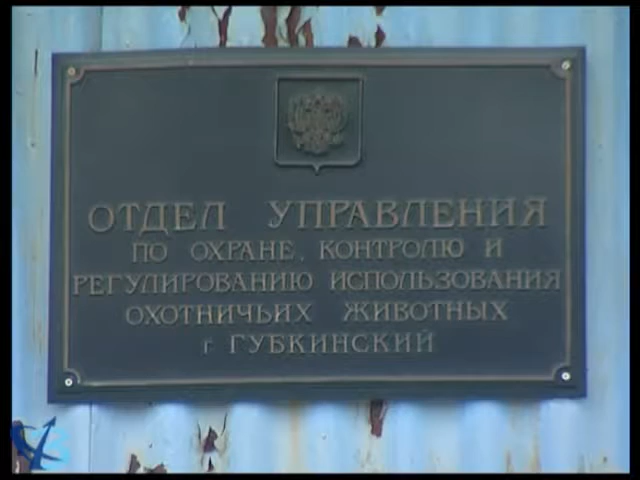 ОТДЕЛ УПРАВЛЕНИЯ
ПО ОХРАНЕ, КОНТРОЛЮ И
РЕГУЛИРОВАНИЮ ИСПОЛЬЗОВАНИЯ
ОХОТНИЧЬИХ ЖИВОТНЫХ
г ГУБКИНСКИЙ